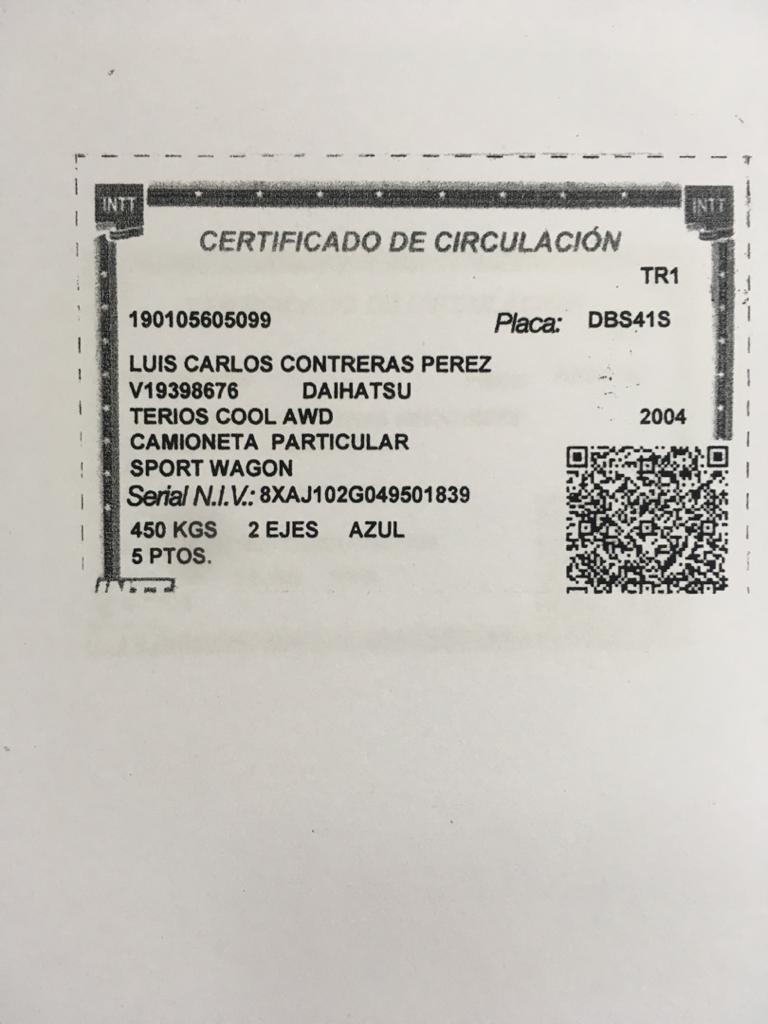 INTT INTT
CERTIFICADO DE CIRCULACIÓN
TR1
190105605099 Placa: DBS41S
LUIS CARLOS CONTRERAS PEREZ
V19398676 DAIHATSU
TERIOS COOL AWD 2004
CAMIONETA PARTICULAR
SPORT WAGON
Serial N.I.V.: 8XAJ102G049501839
450 KGS 2 EJES AZUL
5 PTOS.